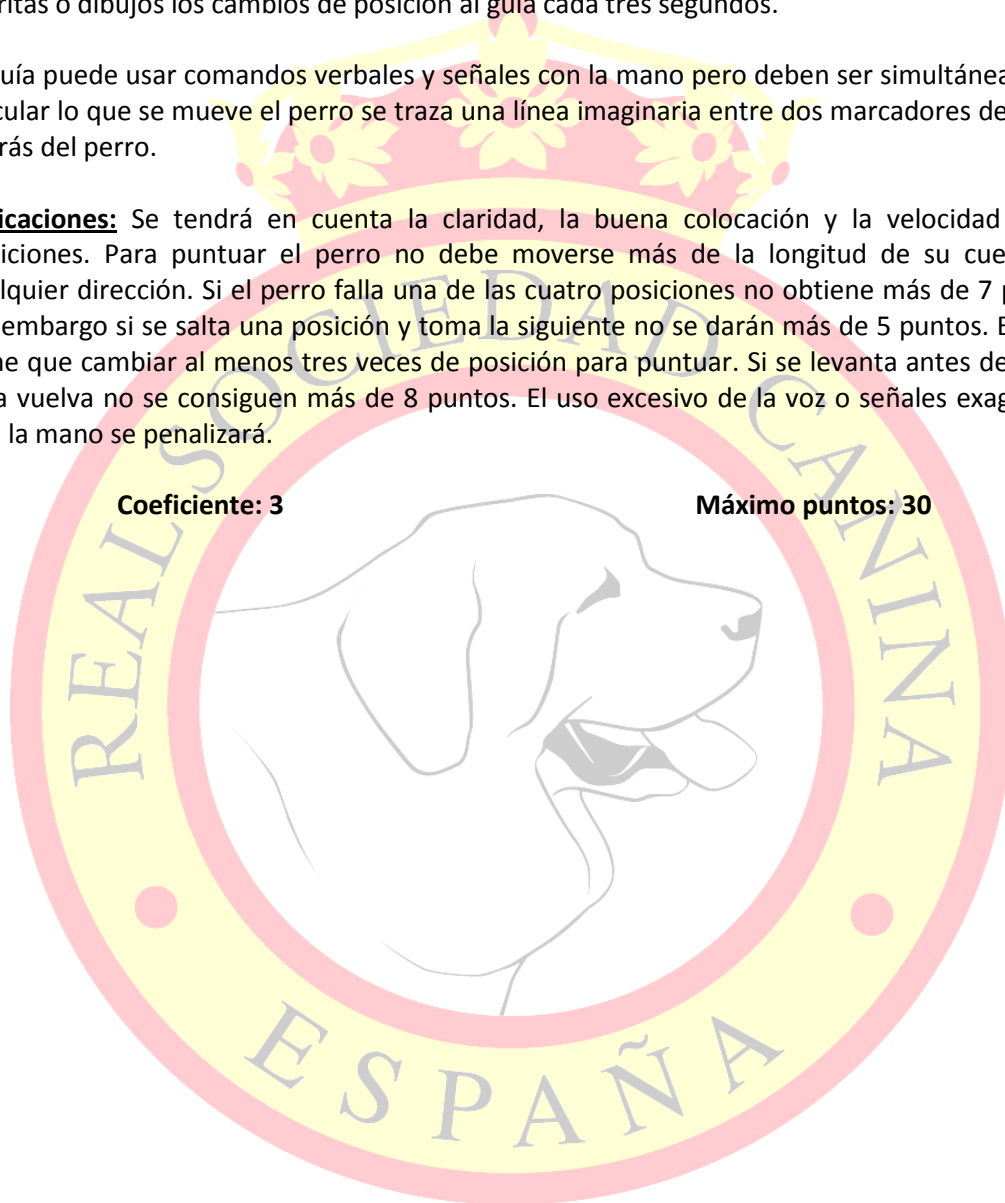 ritas o dibujos los cambios de posición al guía cada tres segundos.
uía puede usar comandos verbales y señales con la mano pero deben ser simultánea
cular lo que se mueve el perro se traza una línea imaginaria entre dos marcadores de
rás del perro.
icaciones: Se tendrá en cuenta la claridad, la buena colocación y la velocidad
iciones. Para puntuar el perro no debe moverse más de la longitud de su cue
lquier dirección. Si el perro falla una de las cuatro posiciones no obtiene más de 7 p
embargo si se salta una posición y toma la siguiente no se darán más de 5 puntos. E
ne que cambiar al menos tres veces de posición para puntuar. Si se levanta antes de
a vuelva no se consiguen más de 8 puntos. El uso excesivo de la voz o señales exag
la mano se penalizará.
Coeficiente: 3 Máximo puntos: 30
REAL SOCIEDAD CANINA
ESPAÑA